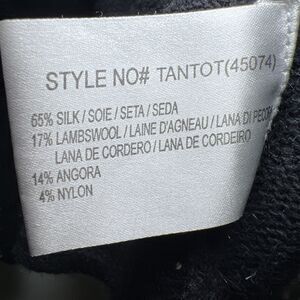 STYLE NO# TANTOT(45074)
65% SILK / SOIE / SETA / SEDA
17% LAMBSWOOL / LAINE D'AGNEAU / LANA DI
LANA DE CORDERO / LANA DE CORDEIRO
14% ANGORA
4% NYLON